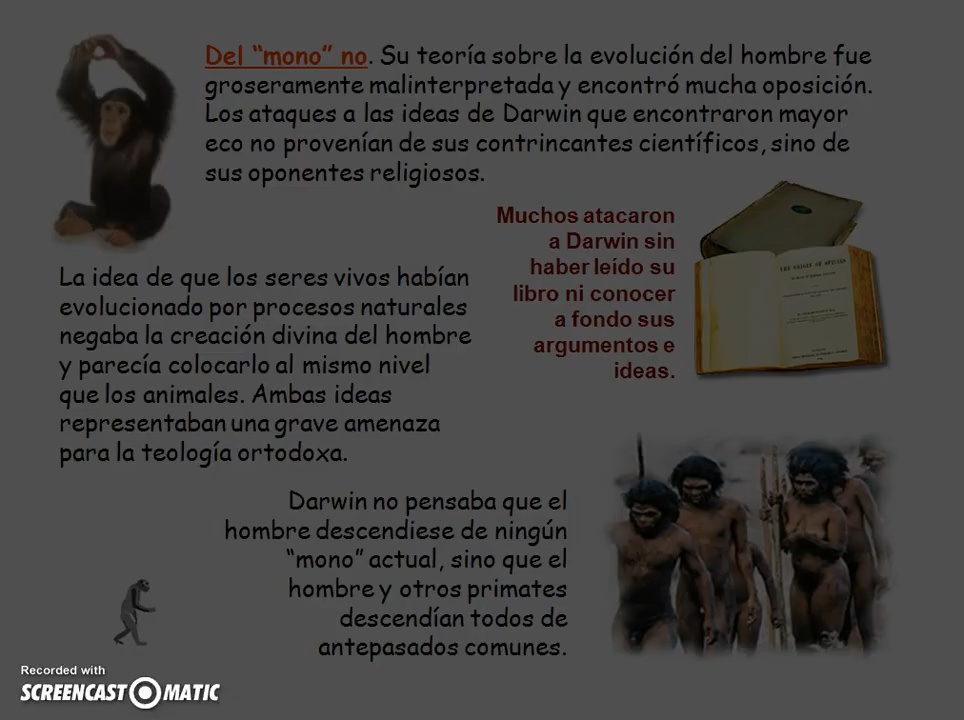 Del “mono” no. Su teoría sobre la evolución del hombre fue
groseramente malinterpretada y encontró mucha oposición.
Los ataques a las ideas de Darwin que encontraron mayor
eco no provenían de sus contrincantes científicos, sino de
sus oponentes religiosos.
Muchos atacaron
a Darwin sin
haber leído su
libro ni conocer
a fondo sus
argumentos e
ideas.
La idea de que los seres vivos habían
evolucionado por procesos naturales
negaba la creación divina del hombre
y parecía colocarlo al mismo nivel
que los animales. Ambas ideas
representaban una grave amenaza
para la teología ortodoxa.
Darwin no pensaba que el
hombre descendiese de ningún
“mono” actual, sino que el
hombre y otros primates
descendían todos de
antepasados comunes.
Recorded with
SCREENCAST MATIC